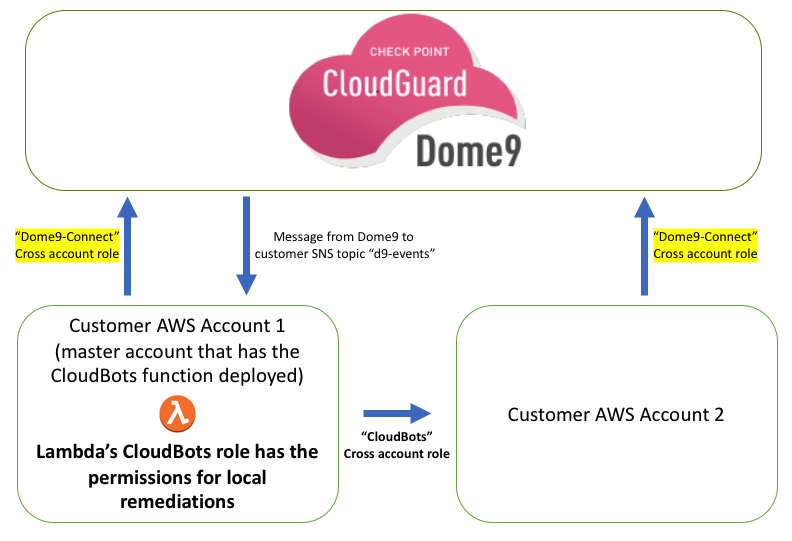 CHECK POINT
CloudGuard
Dome9
“Dome9-Connect”
Cross account role
Message from Dome9 to
customer SNS topic “d9-events”
“Dome9-Connect”
Cross account role
Customer AWS Account 1
(master account that has the
CloudBots function deployed)
λ
Lambda’s CloudBots role has the
permissions for local
remediations
“CloudBots”
Cross account role
Customer AWS Account 2